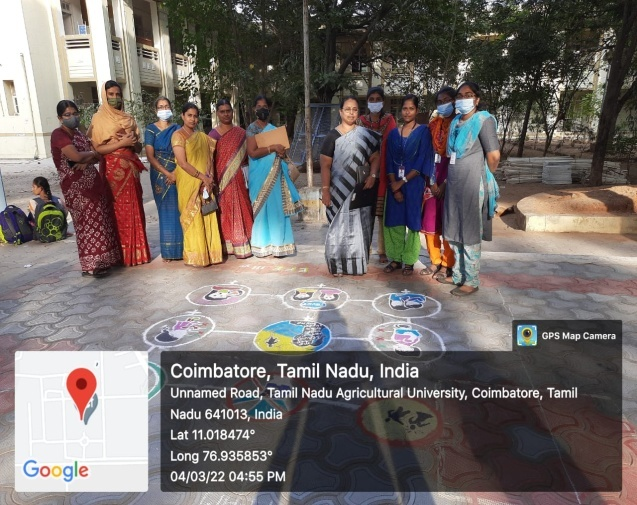 GPS Map Camera
Coimbatore, Tamil Nadu, India
Unnamed Road, Tamil Nadu Agricultural University, Coimbatore, Tamil
Nadu 641013, India
Lat 11.018474°
Long 76.935853°
04/03/22 04:55 PM
Google